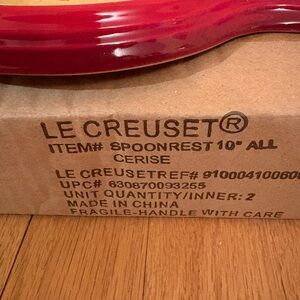 LE CREUSET®
ITEM# SPOONREST 10" ALL
CERISE
LE CREUSETREF# 910004100606
UPC# 630870093255
UNIT QUANTITY/INNER: 2
MADE IN CHINA
FRAGILE-HANDLE WITH CARE